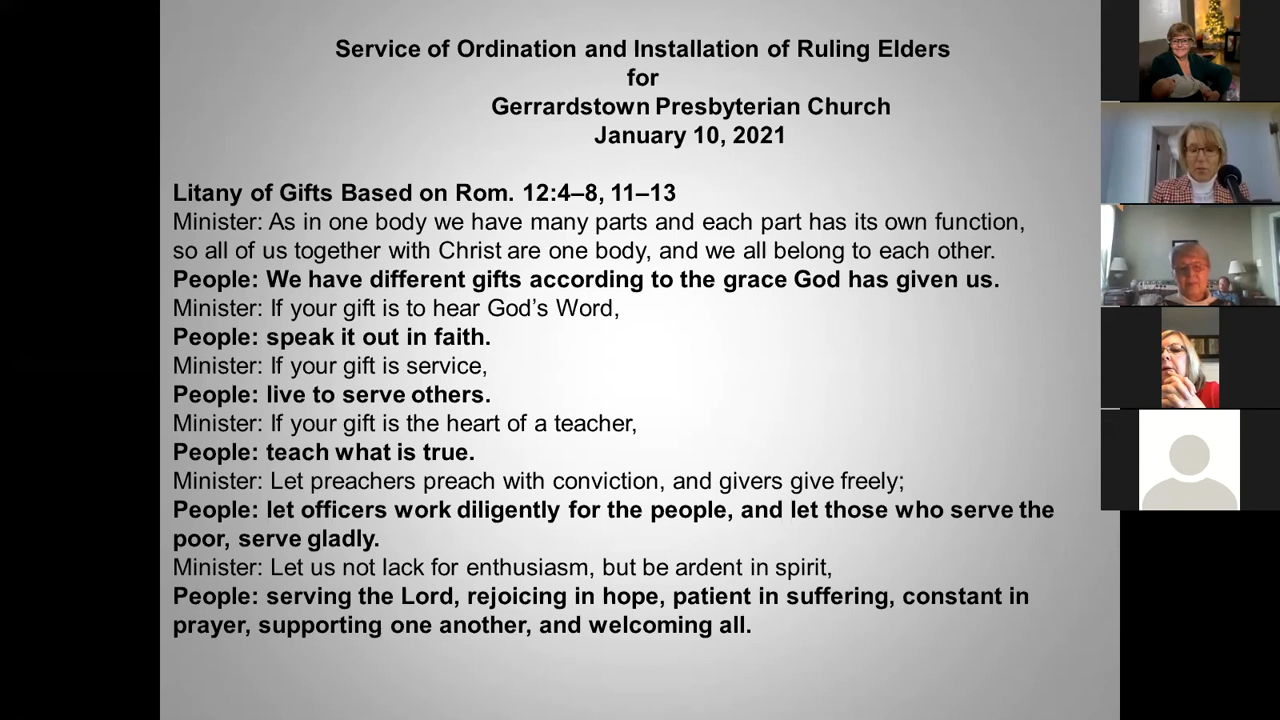 Service of Ordination and Installation of Ruling Elders
for
Gerrardstown Presbyterian Church
January 10, 2021
Litany of Gifts Based on Rom. 12:4–8, 11–13
Minister: As in one body we have many parts and each part has its own function,
so all of us together with Christ are one body, and we all belong to each other.
People: We have different gifts according to the grace God has given us.
Minister: If your gift is to hear God’s Word,
People: speak it out in faith.
Minister: If your gift is service,
People: live to serve others.
Minister: If your gift is the heart of a teacher,
People: teach what is true.
Minister: Let preachers preach with conviction, and givers give freely;
People: let officers work diligently for the people, and let those who serve the
poor, serve gladly.
Minister: Let us not lack for enthusiasm, but be ardent in spirit,
People: serving the Lord, rejoicing in hope, patient in suffering, constant in
prayer, supporting one another, and welcoming all.